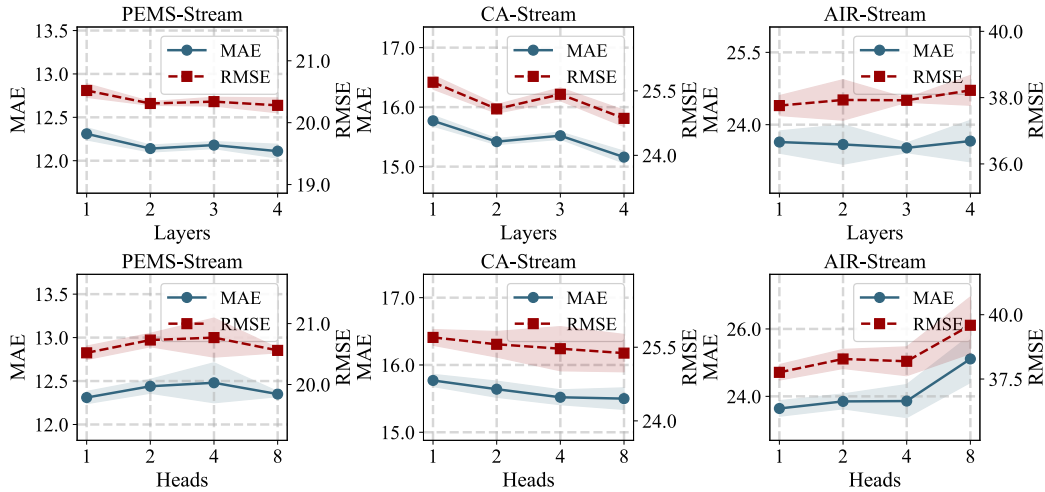 PEMS-Stream
13.5
13.0
12.5
12.0
MAE
21.0
20.0
19.0
RMSE
MAE
RMSE
1 2 3 4
Layers
CA-Stream
17.0
16.0
15.0
MAE
25.5
24.0
RMSE
MAE
RMSE
1 2 3 4
Layers
AIR-Stream
25.5
24.0
MAE
40.0
38.0
36.0
RMSE
MAE
RMSE
1 2 3 4
Layers
PEMS-Stream
13.5
13.0
12.5
12.0
MAE
21.0
20.0
RMSE
MAE
RMSE
1 2 4 8
Heads
CA-Stream
17.0
16.0
15.0
MAE
25.5
24.0
RMSE
MAE
RMSE
1 2 4 8
Heads
AIR-Stream
26.0
24.0
MAE
40.0
37.5
RMSE
MAE
RMSE
1 2 4 8
Heads